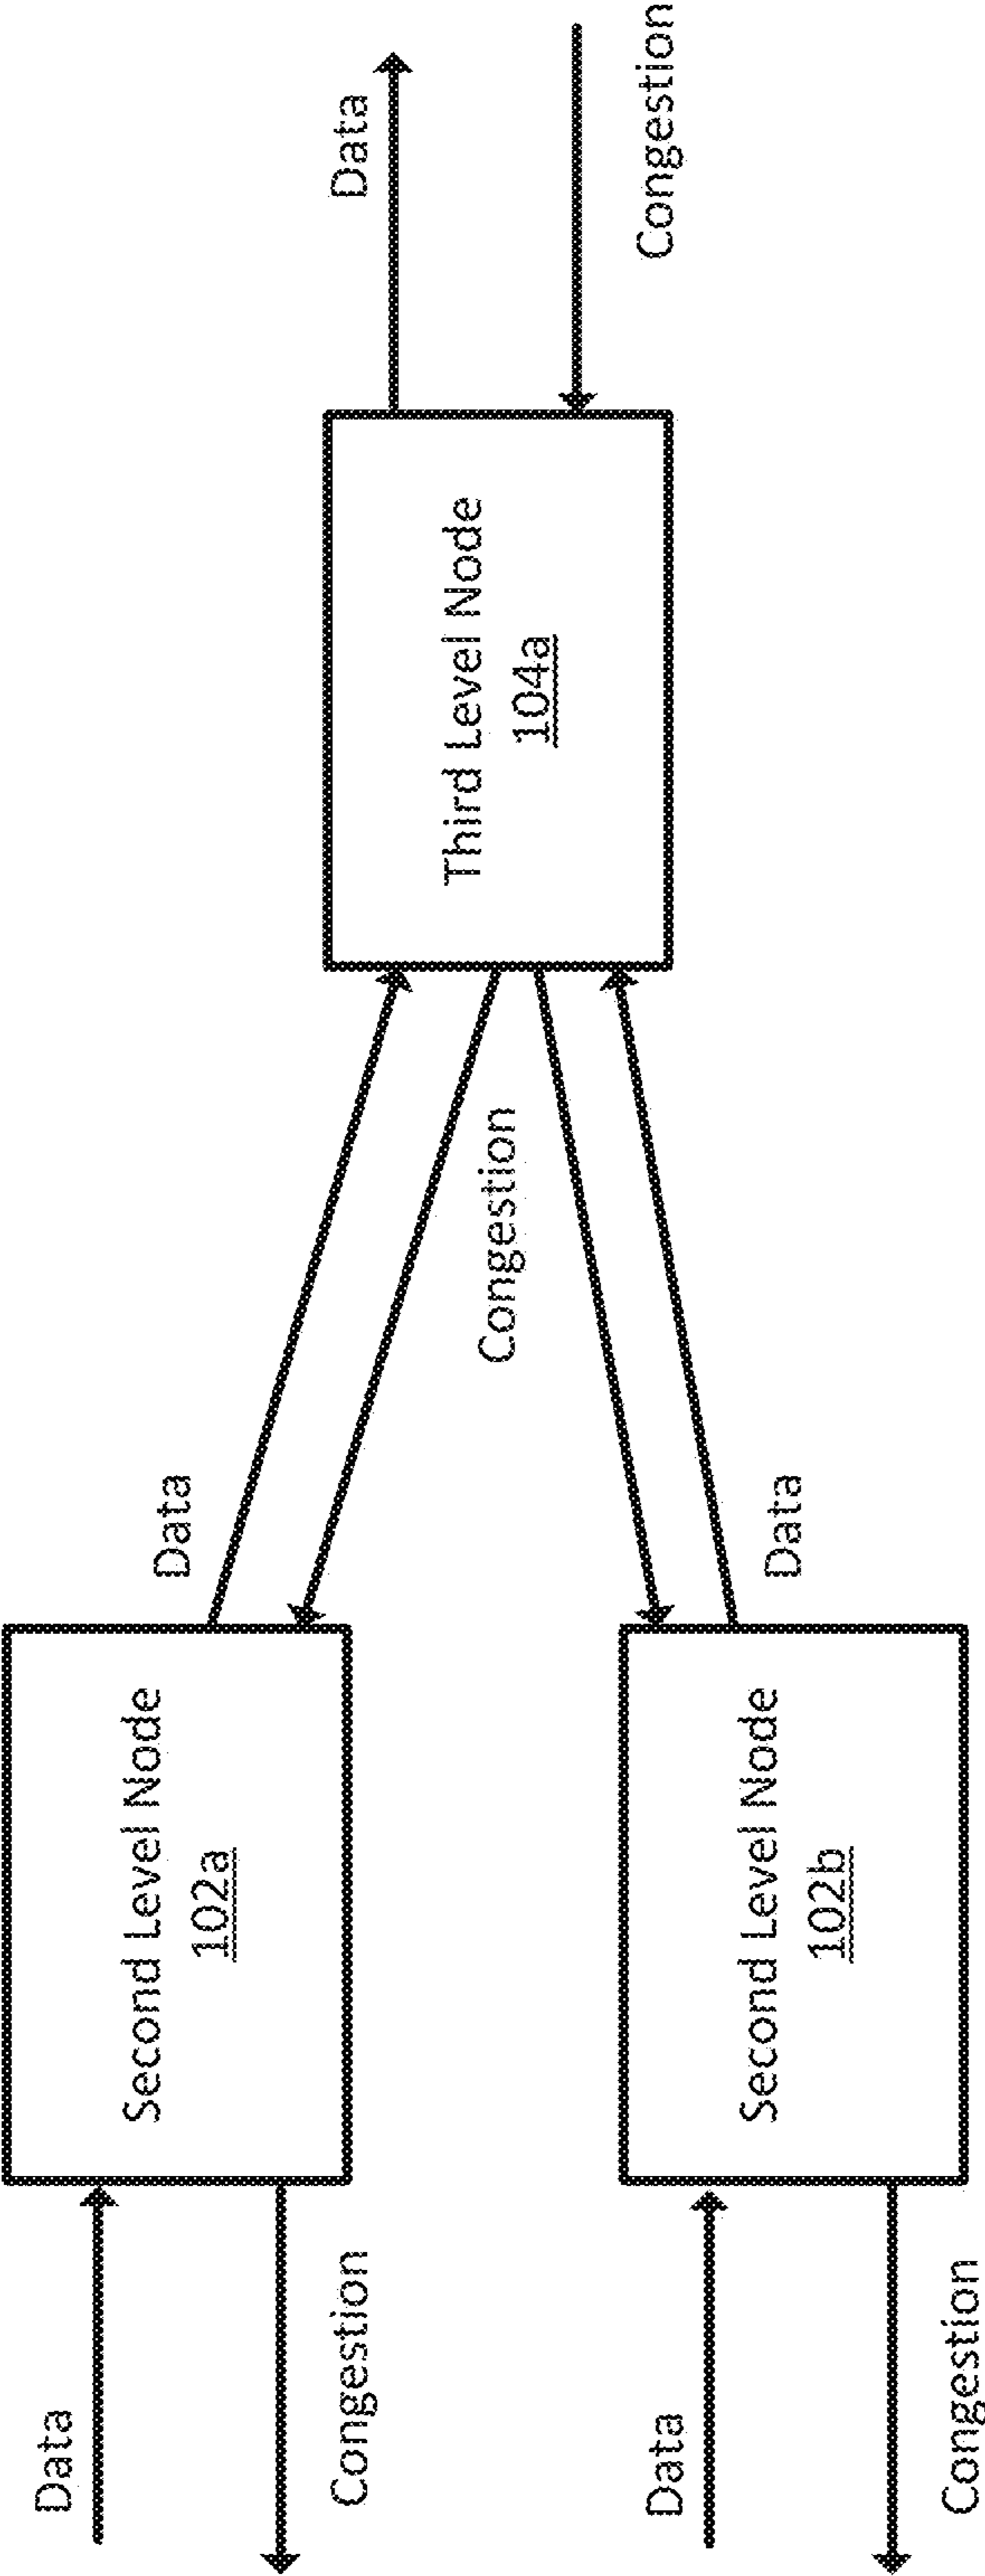 Data
Congestion
Second Level Node
102a
Data
Data
Congestion
Second Level Node
102b
Data
Congestion
Third Level Node
104a
Data
Congestion